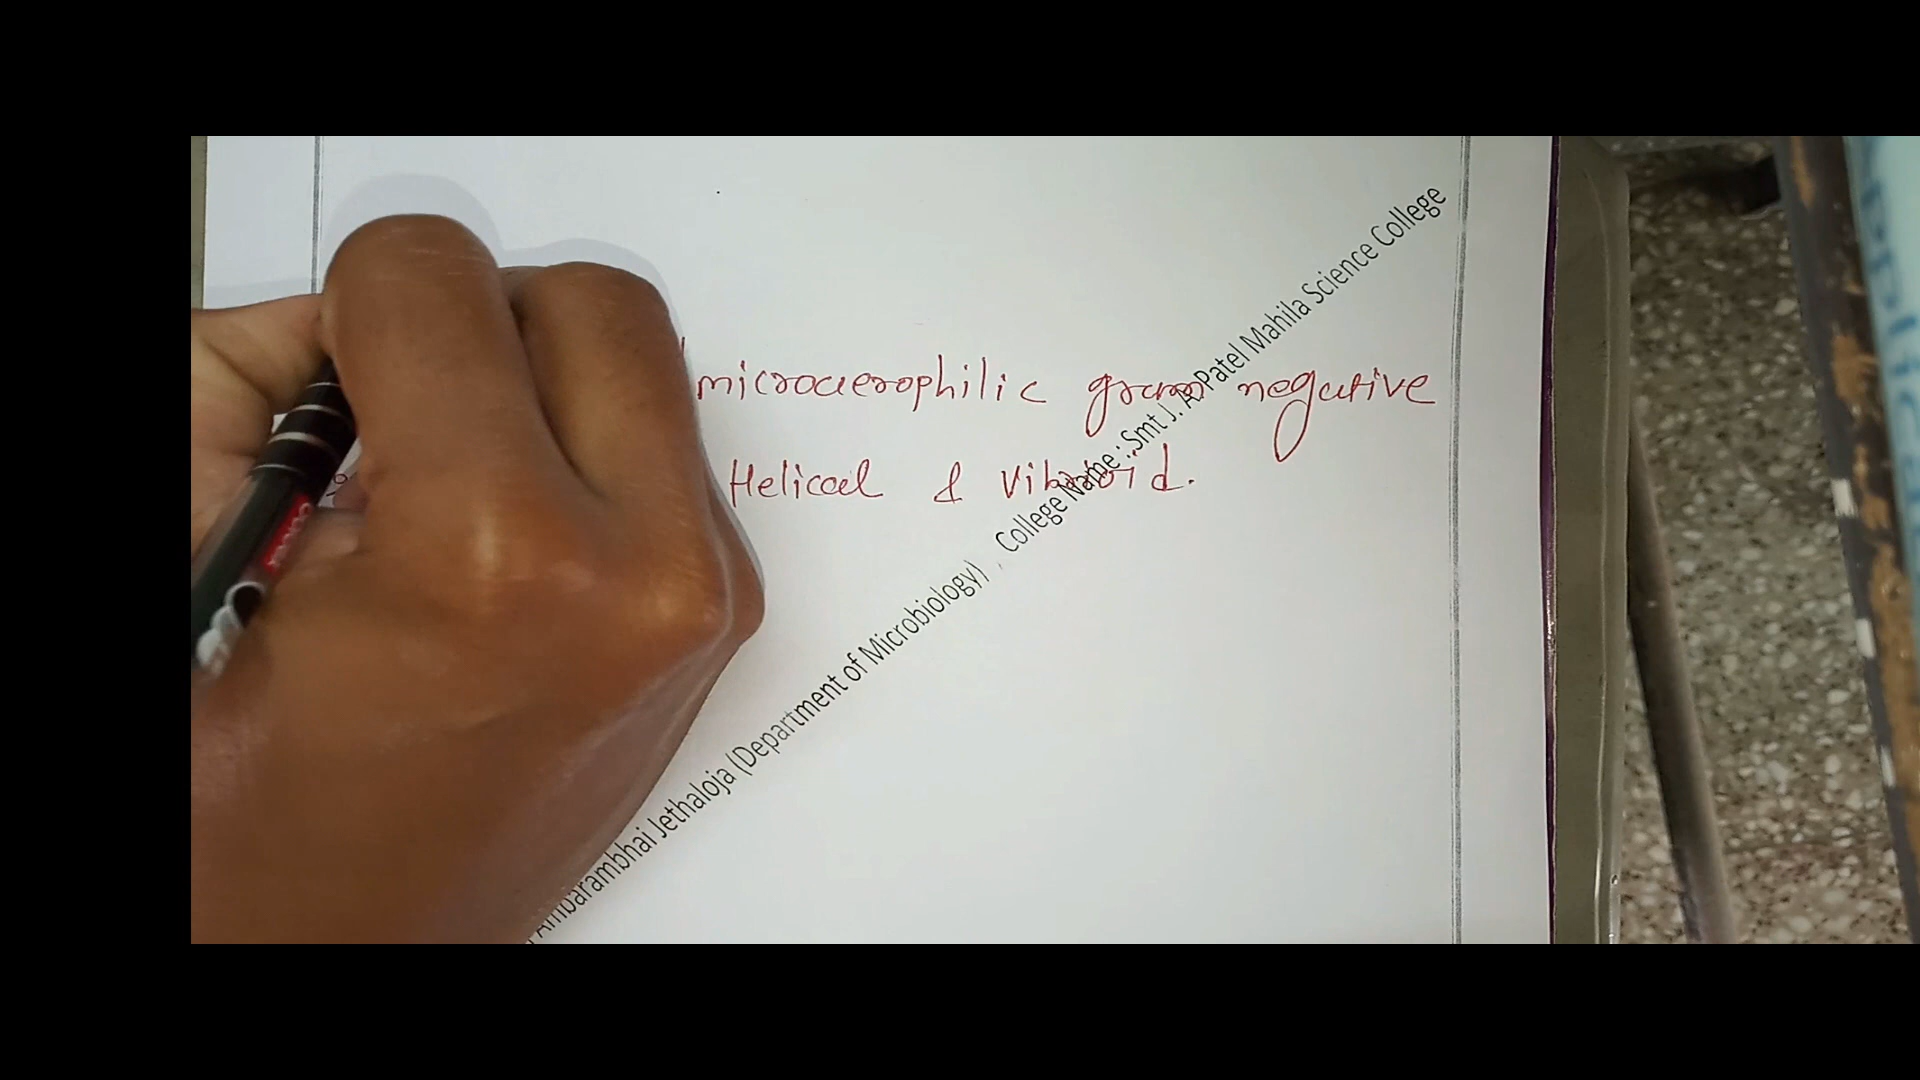 microaerophilic gram negative
Helical & Vibrioid.
Ambarambhai Jethaloja (Department of Microbiology) , College Name : Smt J. A. Patel Mahila Science College